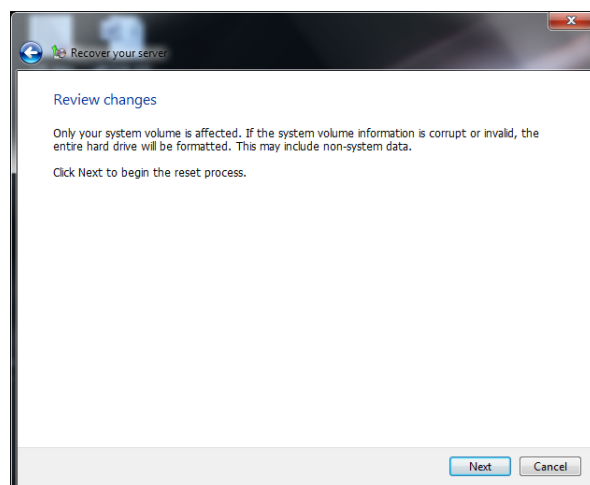 Recover your server
Review changes
Only your system volume is affected. If the system volume information is corrupt or invalid, the
entire hard drive will be formatted. This may include non-system data.
Click Next to begin the reset process.
Next Cancel